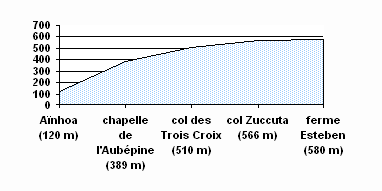 700
600
500
400
300
200
100
0
Aïnhoa
(120 m)
chapelle
de
l'Aubépine
(389 m)
col des
Trois Croix
(510 m)
col Zuccuta
(566 m)
ferme
Esteben
(580 m)